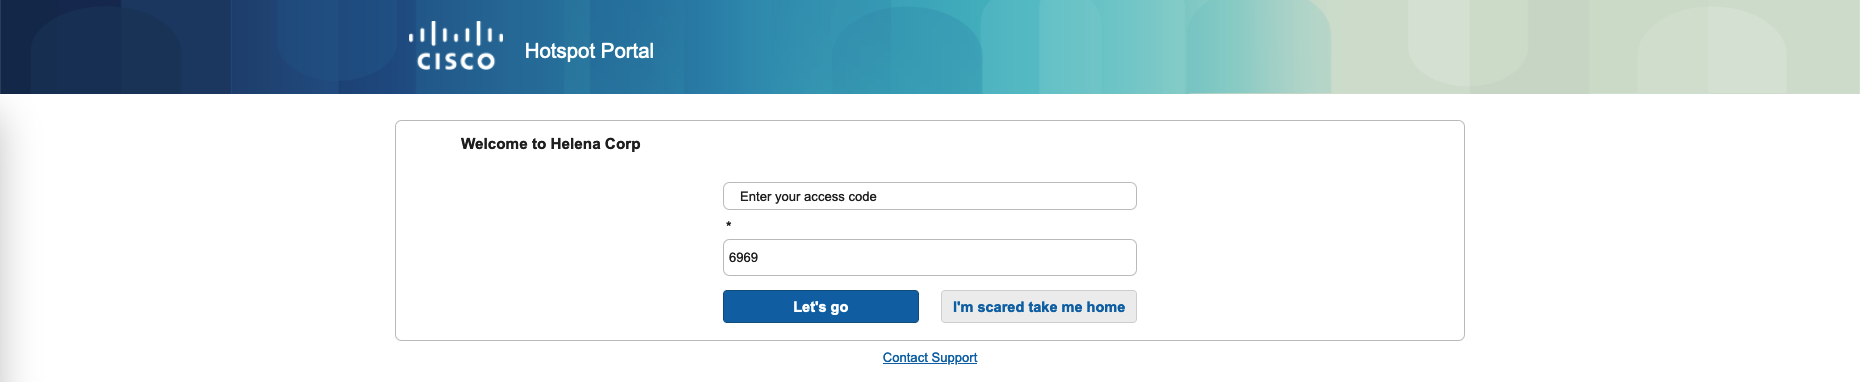 CISCO
Hotspot Portal
Welcome to Helena Corp
Enter your access code
*
6969
Let's go
I'm scared take me home
Contact Support